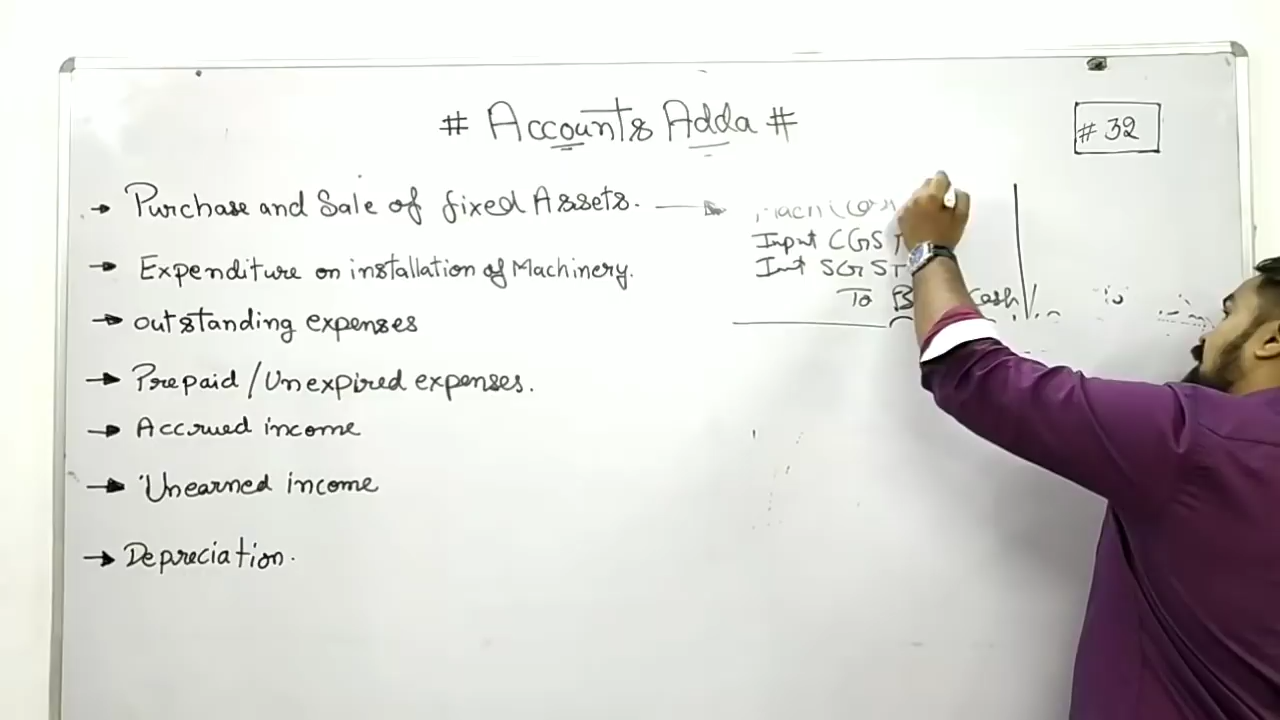 # Accounts Adda #
# 32
→ Purchase and Sale of fixed Assets. →
→ Expenditure on installation of Machinery.
→ outstanding expenses
→ Prepaid / Unexpired expenses.
→ Accrued income
→ Unearned income
→ Depreciation.
Input CGST
SGST
To Cash